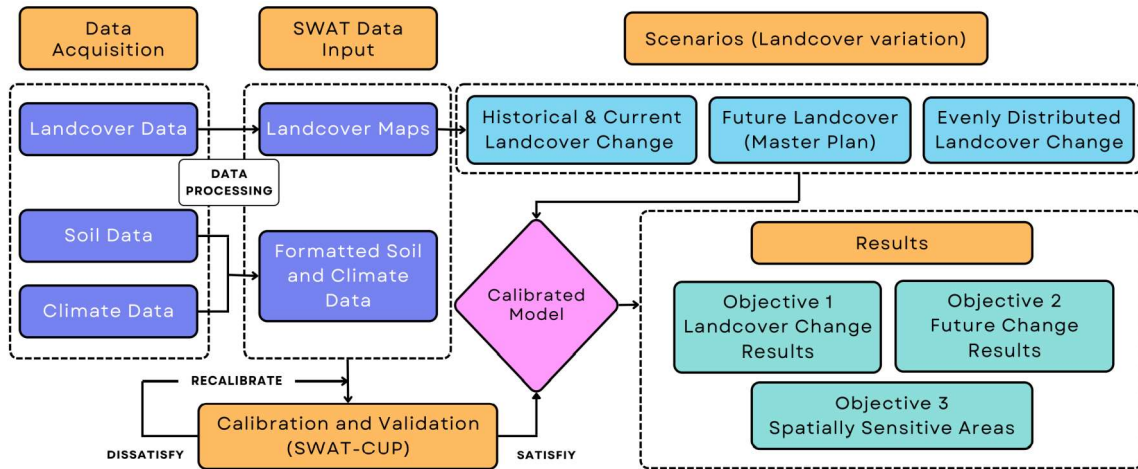 Data
Acquisition
SWAT Data
Input
Scenarios (Landcover variation)
Landcover Data
Landcover Maps
Historical & Current
Landcover Change
Future Landcover
(Master Plan)
Evenly Distributed
Landcover Change
DATA
PROCESSING
Soil Data
Climate Data
Formatted Soil
and Climate
Data
Calibrated
Model
Results
Objective 1
Landcover Change
Results
Objective 2
Future Change
Results
Objective 3
Spatially Sensitive Areas
RECALIBRATE
Calibration and Validation
(SWAT-CUP)
DISSATISFY
SATISFIY